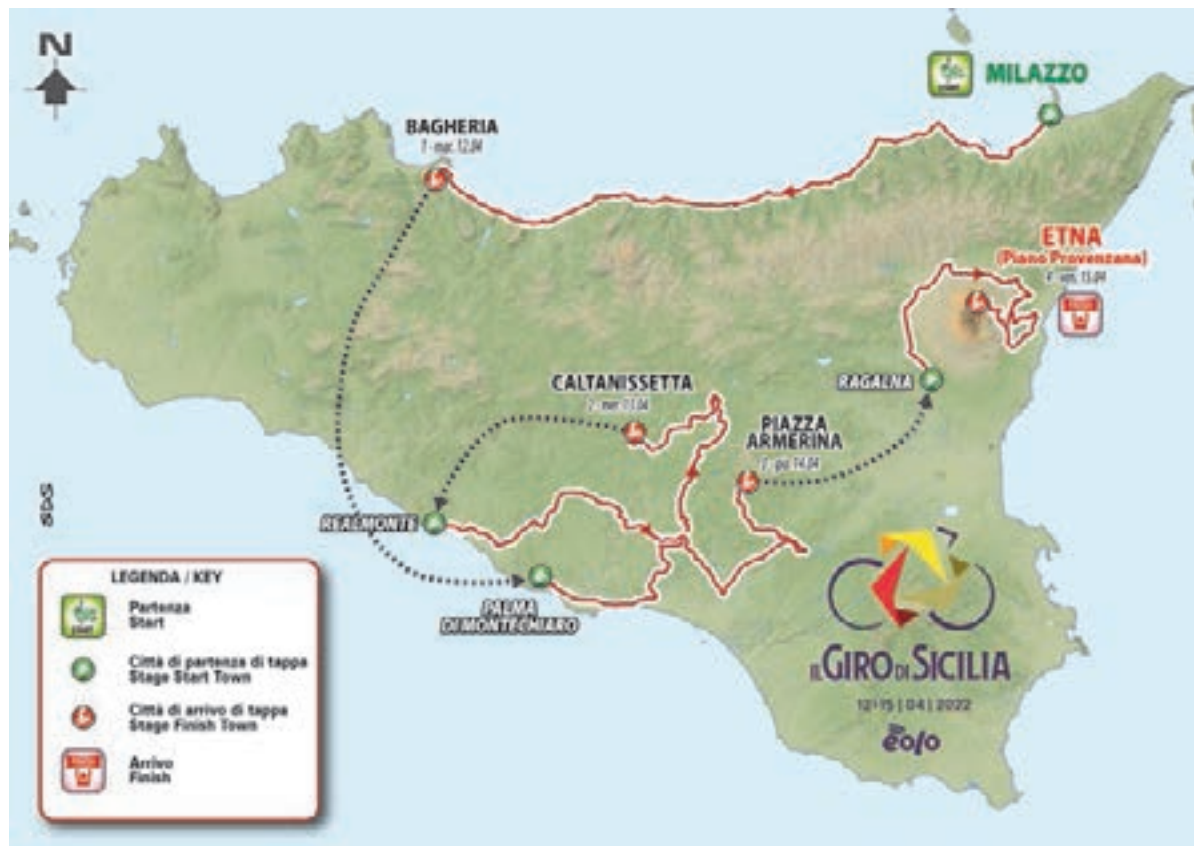 N
MILAZZO
BAGHERIA
1 - mar. 12.04
ETNA
(Piano Provenzana)
4 - ven. 15.04
RAGALNA
CALTANISSETTA
2 - mer. 13.04
PIAZZA
ARMERINA
3 - gio. 14.04
REALMONTE
PALMA
DI MONTECHIARO
SDS
LEGENDA / KEY
START
Partenza
Start
Città di partenza di tappa
Stage Start Town
Città di arrivo di tappa
Stage Finish Town
Arrivo
Finish
IL GIRO DI SICILIA
12-15 | 04 | 2022
eolo